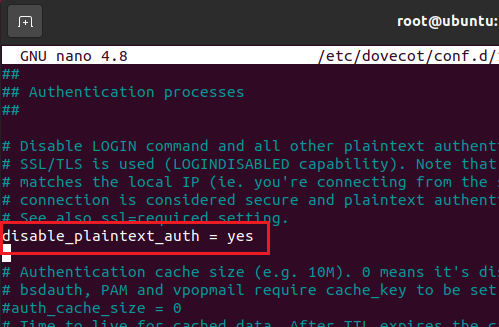 root@ubuntu:
GNU nano 4.8 /etc/dovecot/conf.d/
##
## Authentication processes
##
# Disable LOGIN command and all other plaintext authent
# SSL/TLS is used (LOGINDISABLED capability). Note that
# matches the local IP (ie. you're connecting from the
# connection is considered secure and plaintext authent
# See also ssl=required setting.
disable_plaintext_auth = yes
# Authentication cache size (e.g. 10M). 0 means it's dis
# bsdauth, PAM and vpopmail require cache_key to be set
#auth_cache_size = 0
# Time to live for cached data. After TTL expires the c